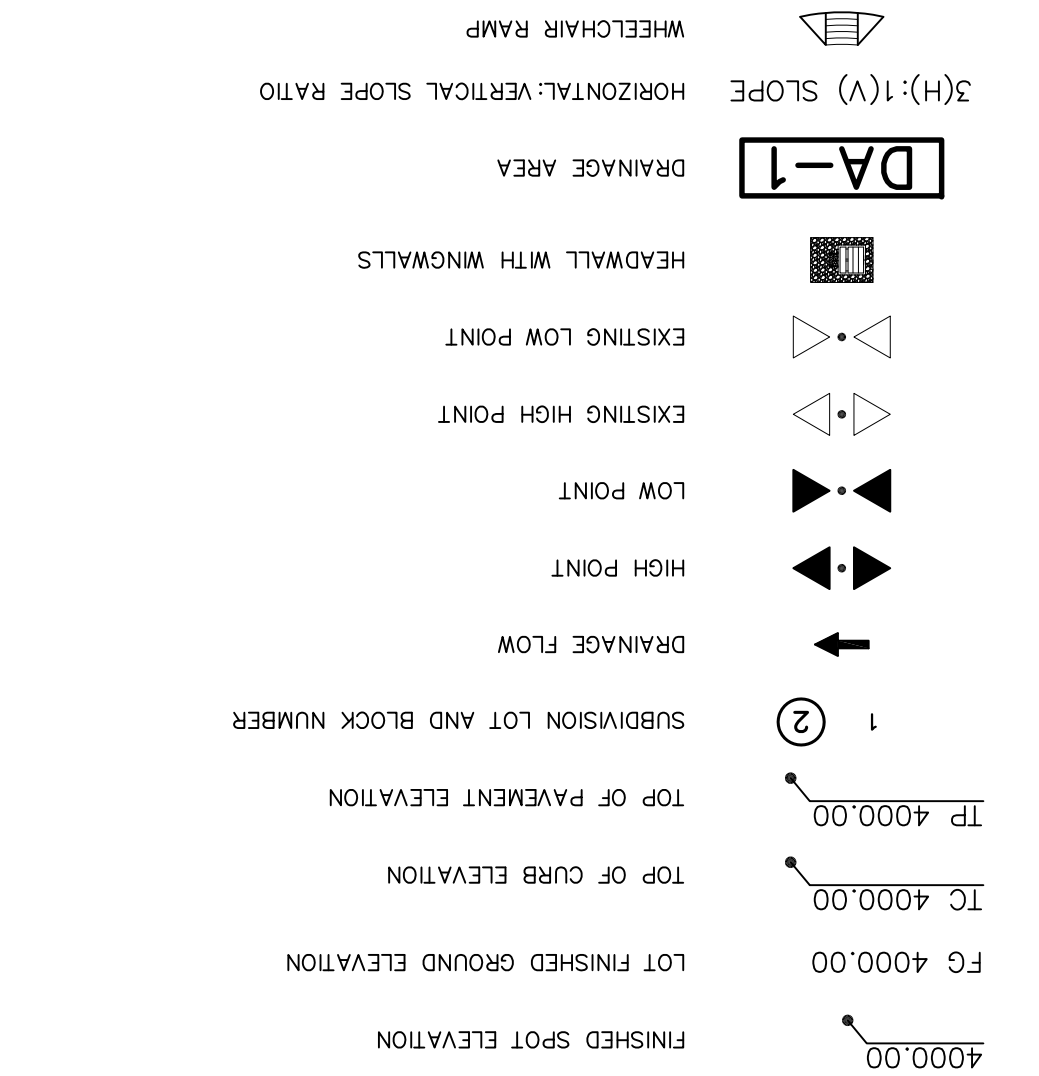 4000.00 FINISHED SPOT ELEVATION
FG 4000.00 LOT FINISHED GROUND ELEVATION
TC 4000.00 TOP OF CURB ELEVATION
TP 4000.00 TOP OF PAVEMENT ELEVATION
1 2 SUBDIVISION LOT AND BLOCK NUMBER
DRAINAGE FLOW
HIGH POINT
LOW POINT
EXISTING HIGH POINT
EXISTING LOW POINT
HEADWALL WITH WINGWALLS
DA-1 DRAINAGE AREA
3(H):1(V) SLOPE HORIZONTAL:VERTICAL SLOPE RATIO
WHEELCHAIR RAMP